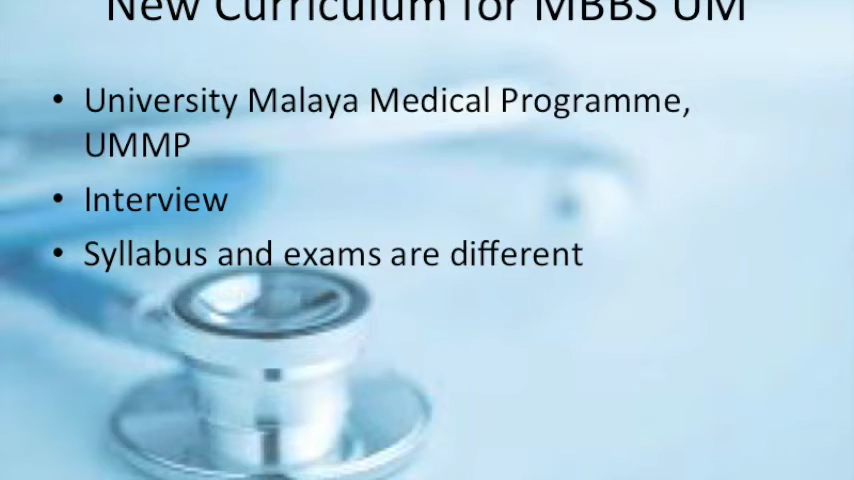 New Curriculum for MBBS UM
• University Malaya Medical Programme,
UMMP
• Interview
• Syllabus and exams are different